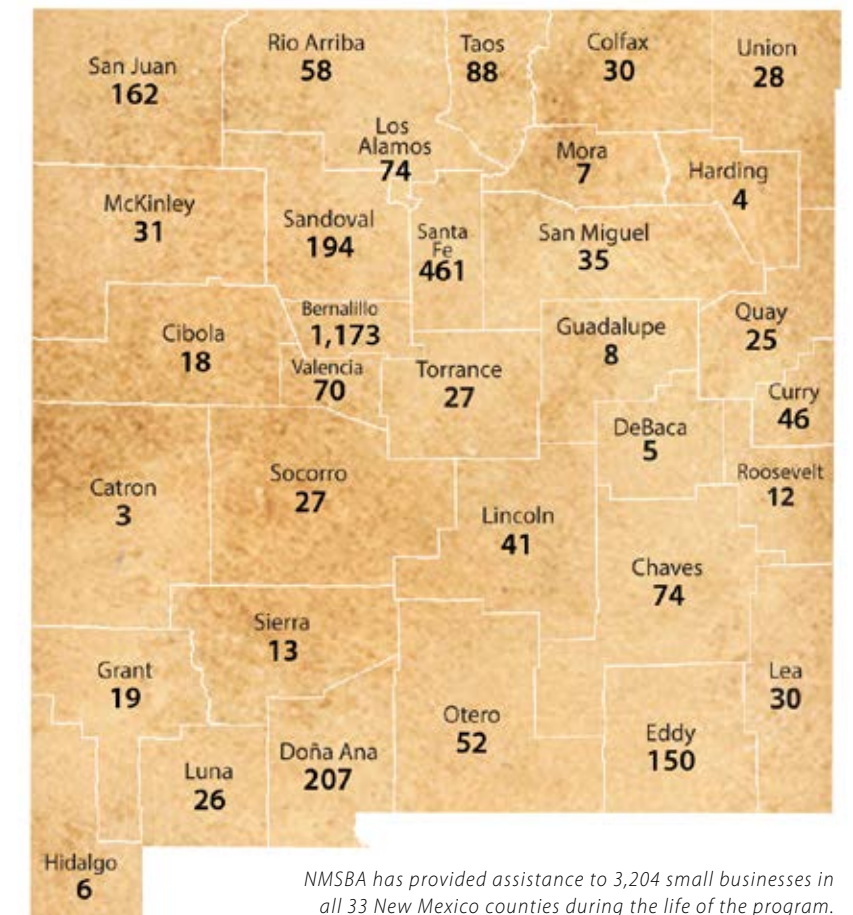 San Juan
162
Rio Arriba
58
Taos
88
Colfax
30
Union
28
Los
Alamos
74
Mora
7
Harding
4
McKinley
31
Sandoval
194
Santa
Fe
461
San Miguel
35
Cibola
18
Bernalillo
1,173
Valencia
70
Torrance
27
Guadalupe
8
Quay
25
Curry
46
DeBaca
5
Roosevelt
12
Catron
3
Socorro
27
Lincoln
41
Chaves
74
Sierra
13
Grant
19
Lea
30
Otero
52
Eddy
150
Doña Ana
207
Luna
26
Hidalgo
6
NMSBA has provided assistance to 3,204 small businesses in
all 33 New Mexico counties during the life of the program.